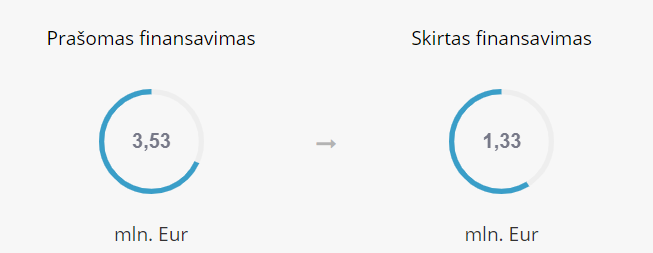 Prašomas finansavimas
Skirtas finansavimas
3,53
1,33
mln. Eur
mln. Eur